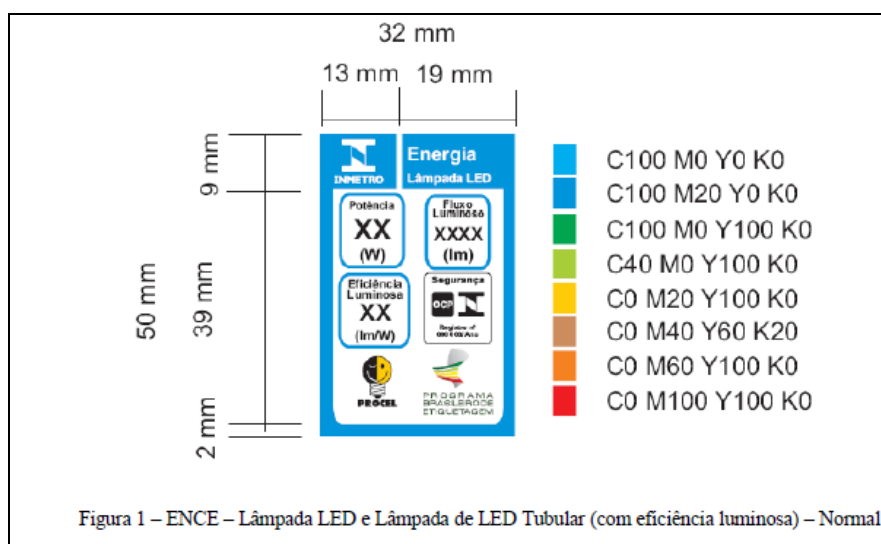 32 mm
13 mm
19 mm
9 mm
50 mm
39 mm
2 mm
INMETRO
Energia
Lâmpada LED
Potência
XX
(W)
Fluxo
Luminoso
XXXX
(lm)
Eficiência
Luminosa
XX
(lm/W)
Segurança
OCP
Registro nº
PROCEL
PROGRAMA
BRASILEIRO DE
ETIQUETAGEM
C100 M0 Y0 K0
C100 M20 Y0 K0
C100 M0 Y100 K0
C40 M0 Y100 K0
C0 M20 Y100 K0
C0 M40 Y60 K20
C0 M60 Y100 K0
C0 M100 Y100 K0
Figura 1 – ENCE – Lâmpada LED e Lâmpada de LED Tubular (com eficiência luminosa) – Normal